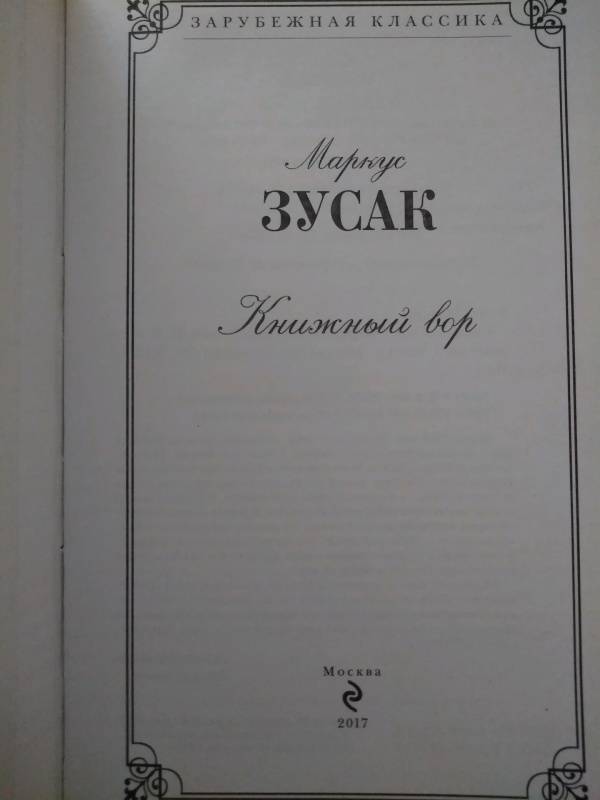 ЗАРУБЕЖНАЯ КЛАССИКА
Маркус
ЗУСАК
Книжный вор
Москва
2017